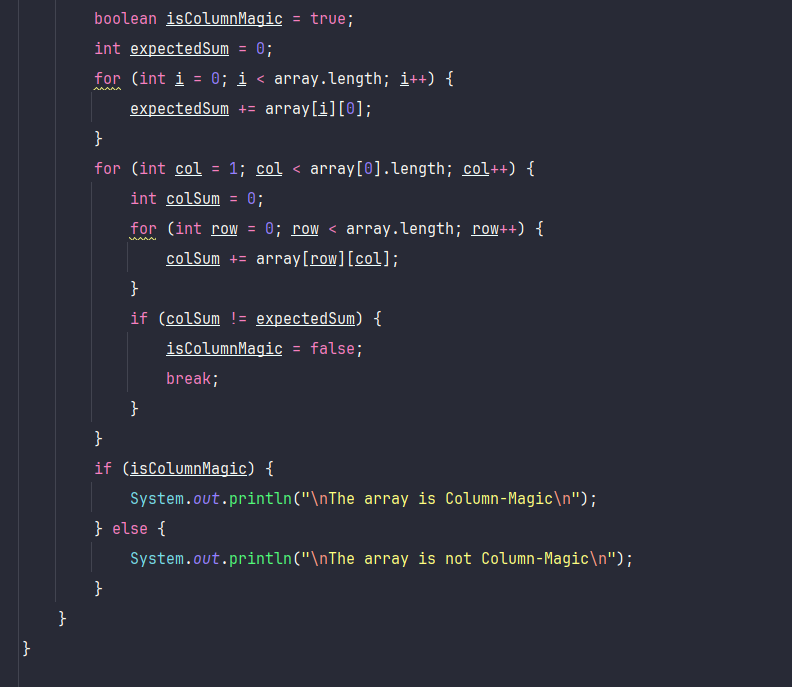 boolean isColumnMagic = true;
int expectedSum = 0;
for (int i = 0; i < array.length; i++) {
expectedSum += array[i][0];
}
for (int col = 1; col < array[0].length; col++) {
int colSum = 0;
for (int row = 0; row < array.length; row++) {
colSum += array[row][col];
}
if (colSum != expectedSum) {
isColumnMagic = false;
break;
}
}
if (isColumnMagic) {
System.out.println("\nThe array is Column-Magic\n");
} else {
System.out.println("\nThe array is not Column-Magic\n");
}
}
}